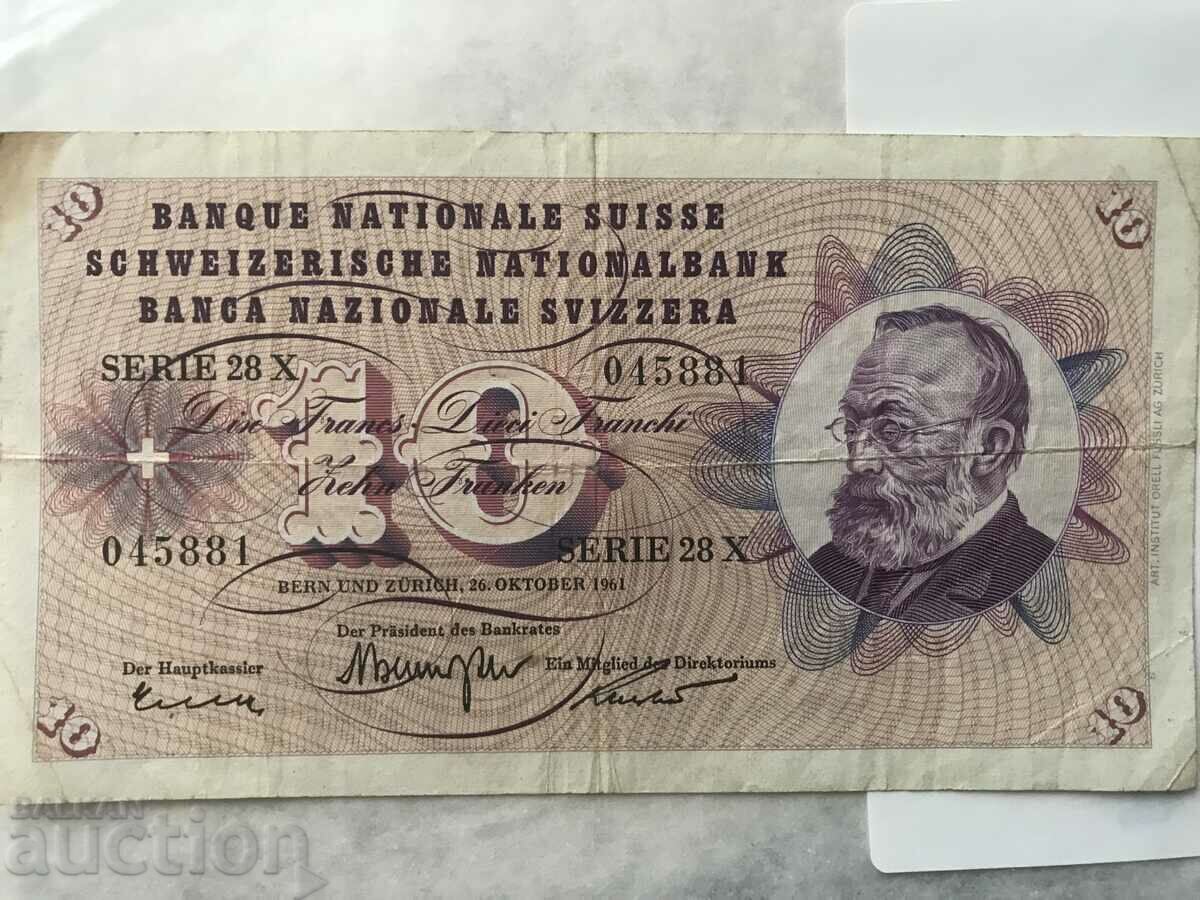 10 10
BANQUE NATIONALE SUISSE
SCHWEIZERISCHE NATIONALBANK
BANCA NAZIONALE SVIZZERA
SERIE 28 X 045881
10
Dix Francs · Dieci Franchi
Zehn Franken
045881 SERIE 28 X
BERN UND ZÜRICH, 26. OKTOBER 1961
Der Präsident des Bankrates
Der Hauptkassier Ein Mitglied des Direktoriums
10 10
ART. INSTITUT ORELL FÜSSLI AG ZÜRICH
BALKAN
auction